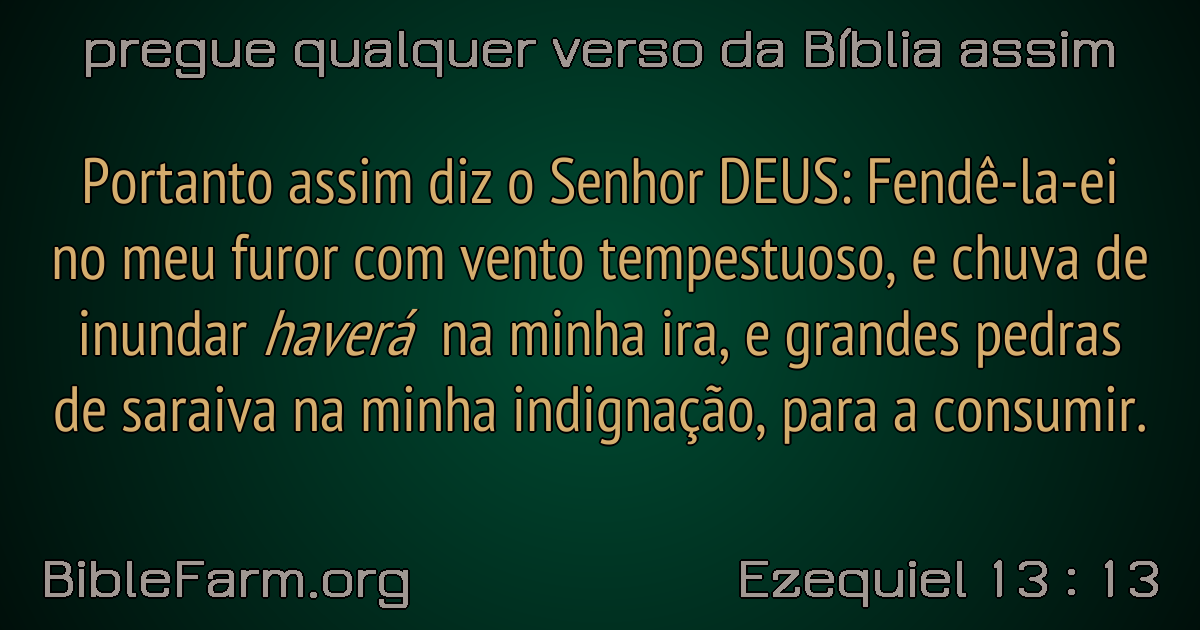 pregue qualquer verso da Bíblia assim
Portanto assim diz o Senhor DEUS: Fendê-la-ei
no meu furor com vento tempestuoso, e chuva de
inundar haverá na minha ira, e grandes pedras
de saraiva na minha indignação, para a consumir.
BibleFarm.org
Ezequiel 13 : 13